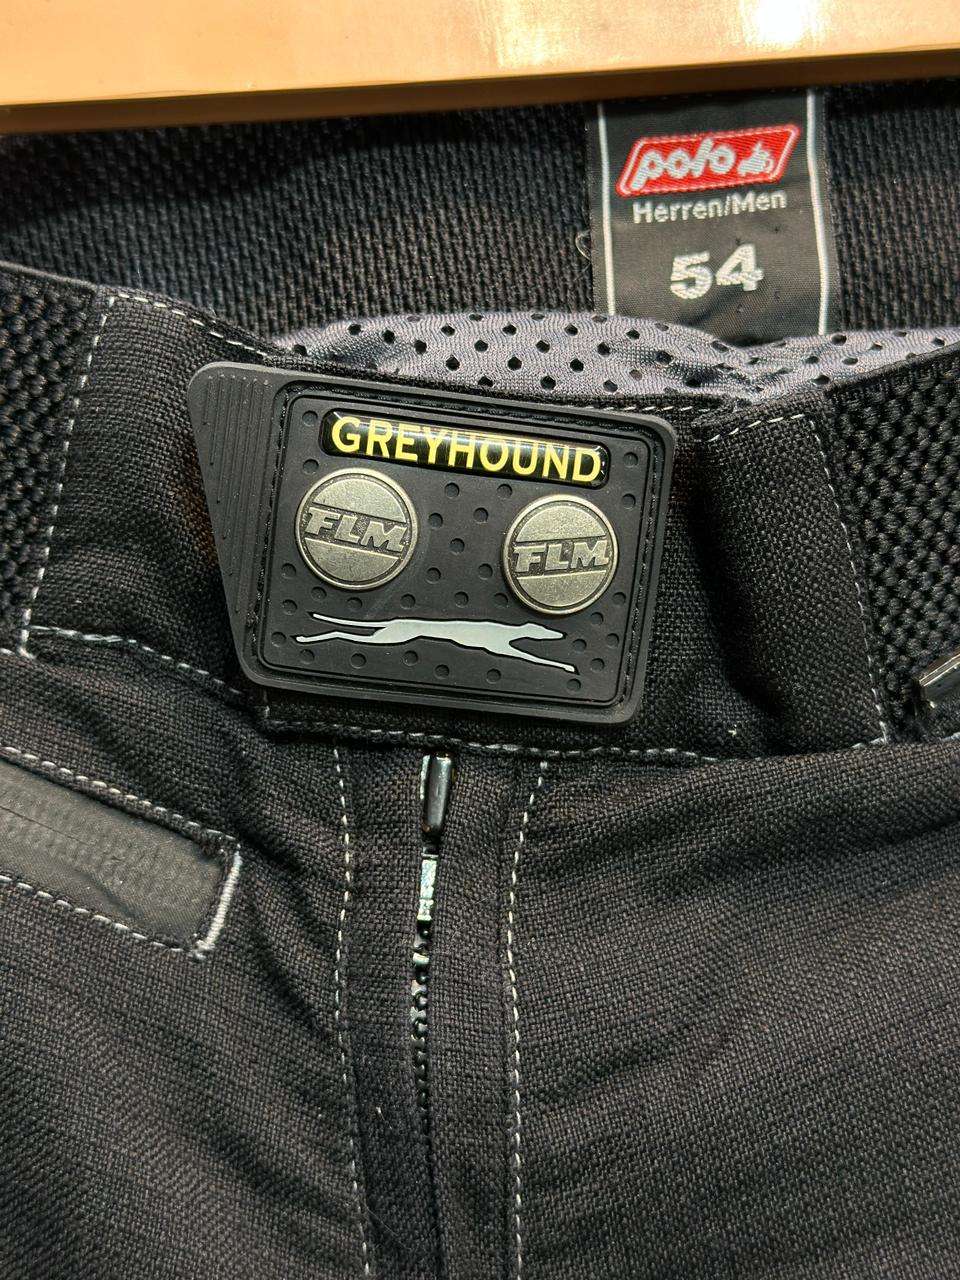 polo
Herren/Men
54
GREYHOUND
FLM
FLM